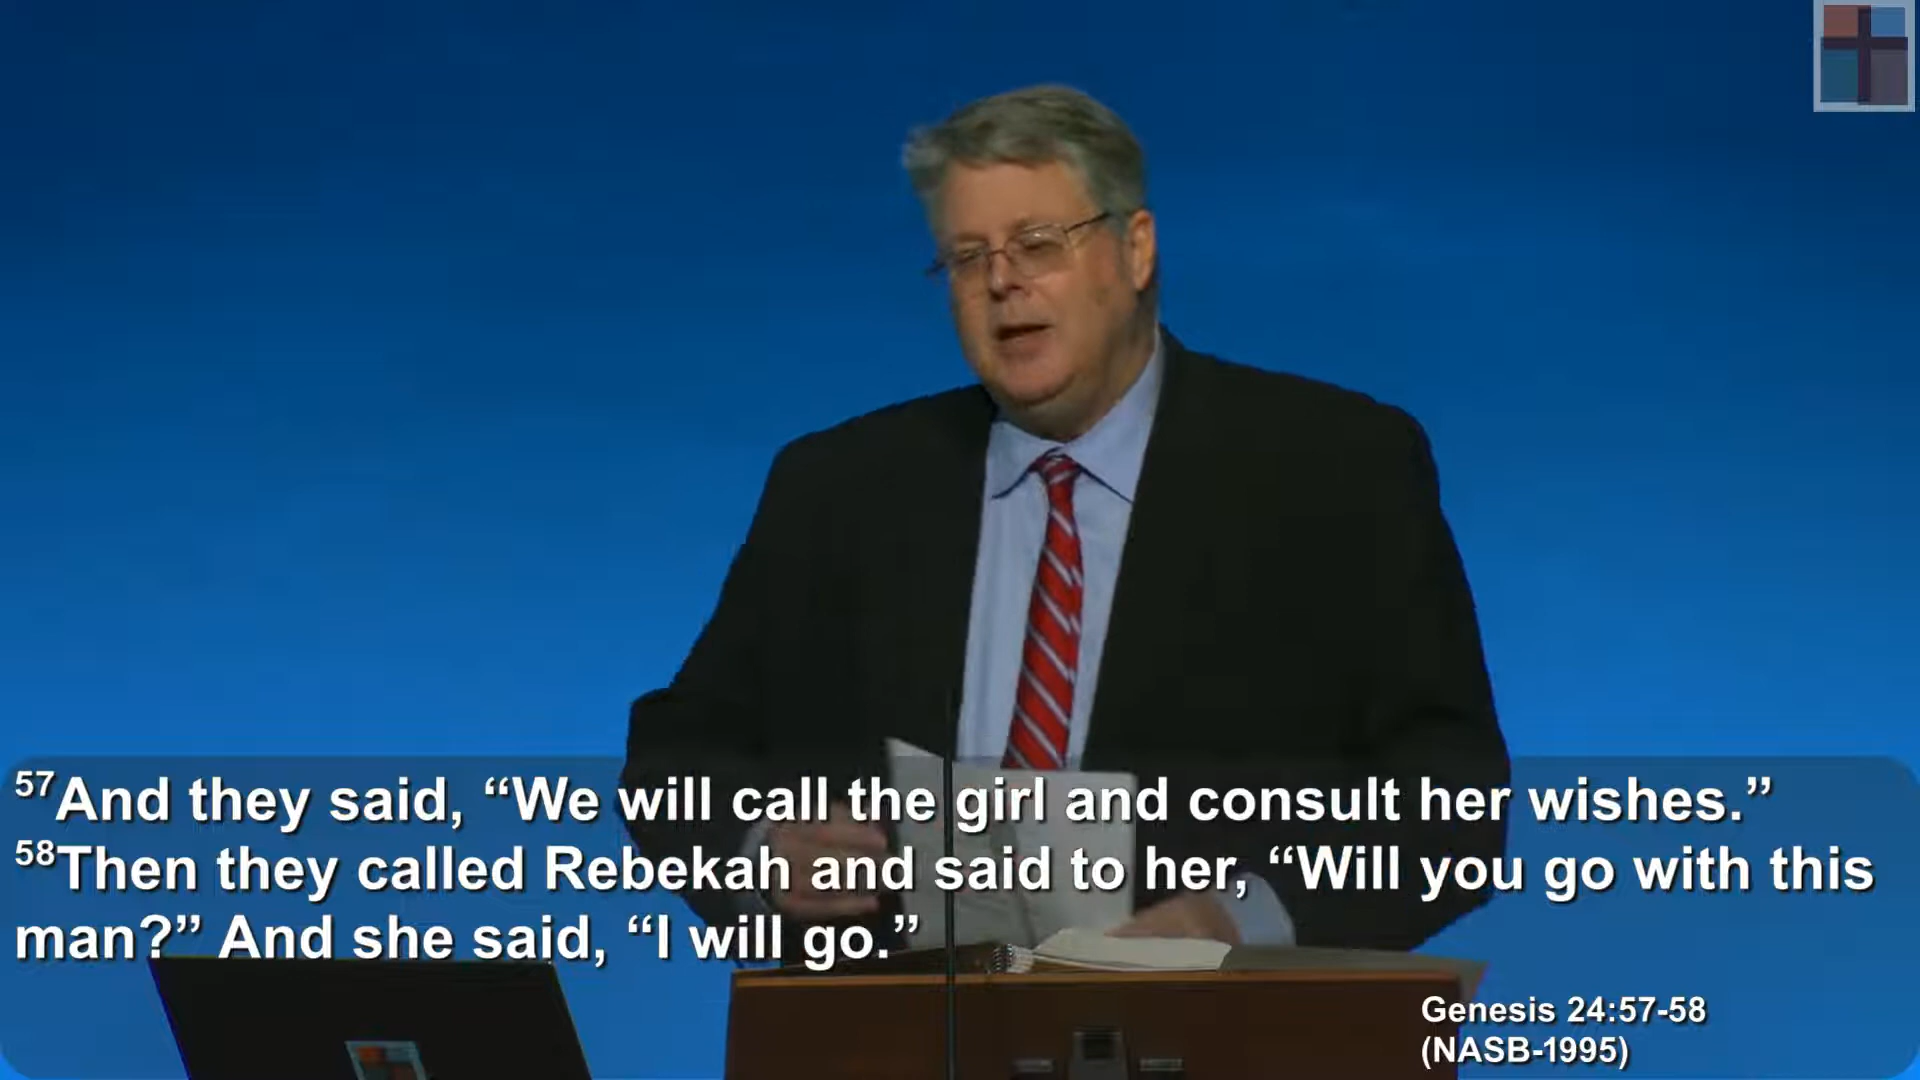 57And they said, “We will call the girl and consult her wishes.”
58Then they called Rebekah and said to her, “Will you go with this
man?” And she said, “I will go.”
Genesis 24:57-58
(NASB-1995)